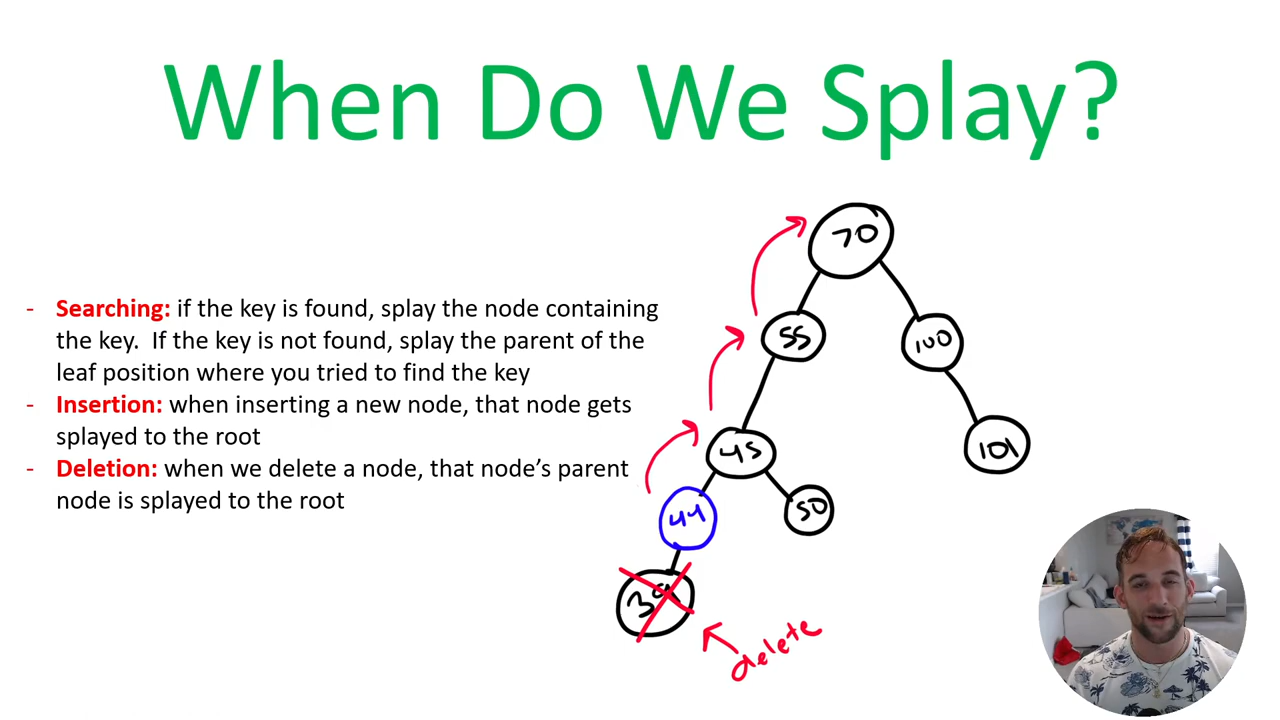 When Do We Splay?
- Searching: if the key is found, splay the node containing
the key. If the key is not found, splay the parent of the
leaf position where you tried to find the key
- Insertion: when inserting a new node, that node gets
splayed to the root
- Deletion: when we delete a node, that node's parent
node is splayed to the root
70
55
100
45
101
44
50
delete